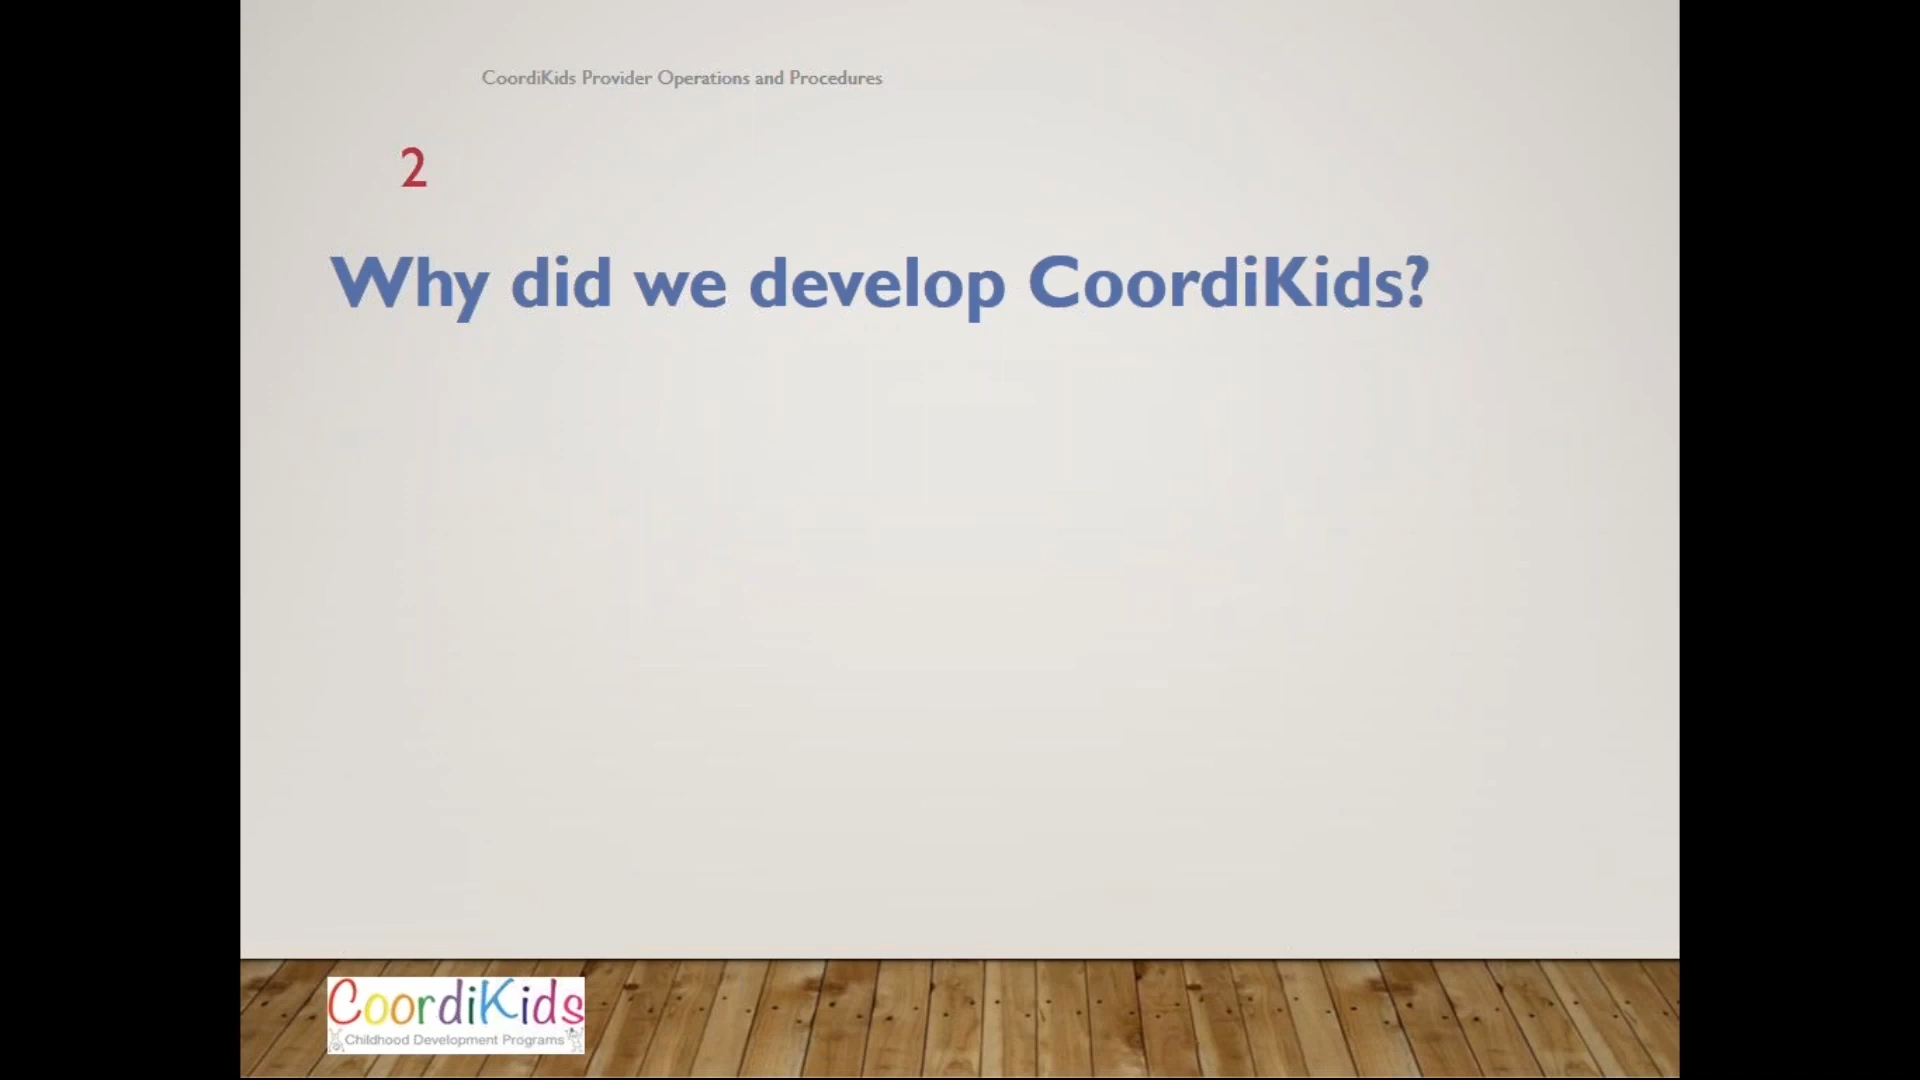 CoordiKids Provider Operations and Procedures
2
Why did we develop CoordiKids?
CoordiKids
Childhood Development Programs